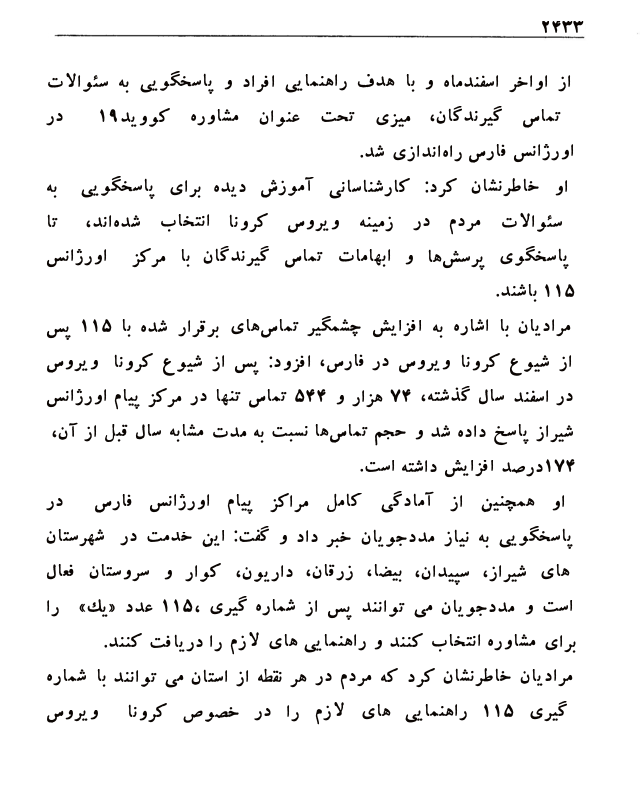 ۲۴۳۳
از اواخر اسفندماه و با هدف راهنمایی افراد و پاسخگویی به سئوالات
تماس گیرندگان، میزی تحت عنوان مشاوره کووید۱۹ در
اورژانس فارس راه‌اندازی شد.
او خاطرنشان کرد: کارشناسانی آموزش دیده برای پاسخگویی به
سئوالات مردم در زمینه ویروس کرونا انتخاب شده‌اند، تا
پاسخگوی پرسش‌ها و ابهامات تماس گیرندگان با مرکز اورژانس
۱۱۵ باشند.
مرادیان با اشاره به افزایش چشمگیر تماس‌های برقرار شده با ۱۱۵ پس
از شیوع کرونا ویروس در فارس، افزود: پس از شیوع کرونا ویروس
در اسفند سال گذشته، ۷۴ هزار و ۵۴۴ تماس تنها در مرکز پیام اورژانس
شیراز پاسخ داده شد و حجم تماس‌ها نسبت به مدت مشابه سال قبل از آن،
۱۷۴درصد افزایش داشته است.
او همچنین از آمادگی کامل مراکز پیام اورژانس فارس در
پاسخگویی به نیاز مددجویان خبر داد و گفت: این خدمت در شهرستان
های شیراز، سپیدان، بیضا، زرقان، داریون، کوار و سروستان فعال
است و مددجویان می توانند پس از شماره گیری ۱۱۵، عدد «یك» را
برای مشاوره انتخاب کنند و راهنمایی های لازم را دریافت کنند.
مرادیان خاطرنشان کرد که مردم در هر نقطه از استان می توانند با شماره
گیری ۱۱۵ راهنمایی های لازم را در خصوص کرونا ویروس